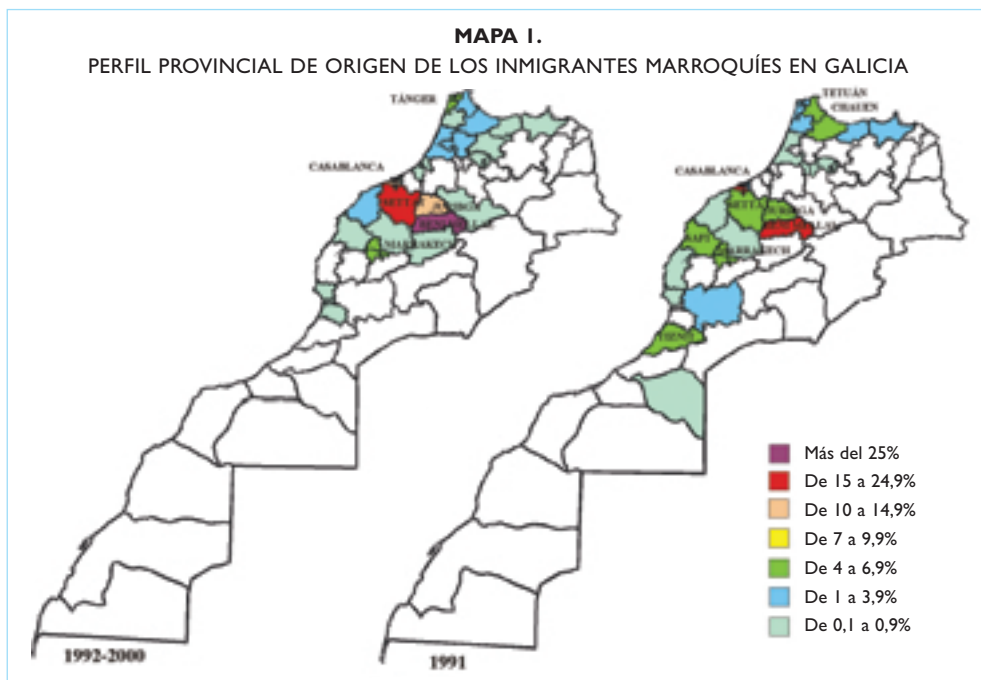 MAPA 1.
PERFIL PROVINCIAL DE ORIGEN DE LOS INMIGRANTES MARROQUÍES EN GALICIA
TÁNGER
CASABLANCA
MARRAKECH
1992-2000
TETUÁN
CHAUEN
CASABLANCA
SAFI
1991
Más del 25%
De 15 a 24,9%
De 10 a 14,9%
De 7 a 9,9%
De 4 a 6,9%
De 1 a 3,9%
De 0,1 a 0,9%